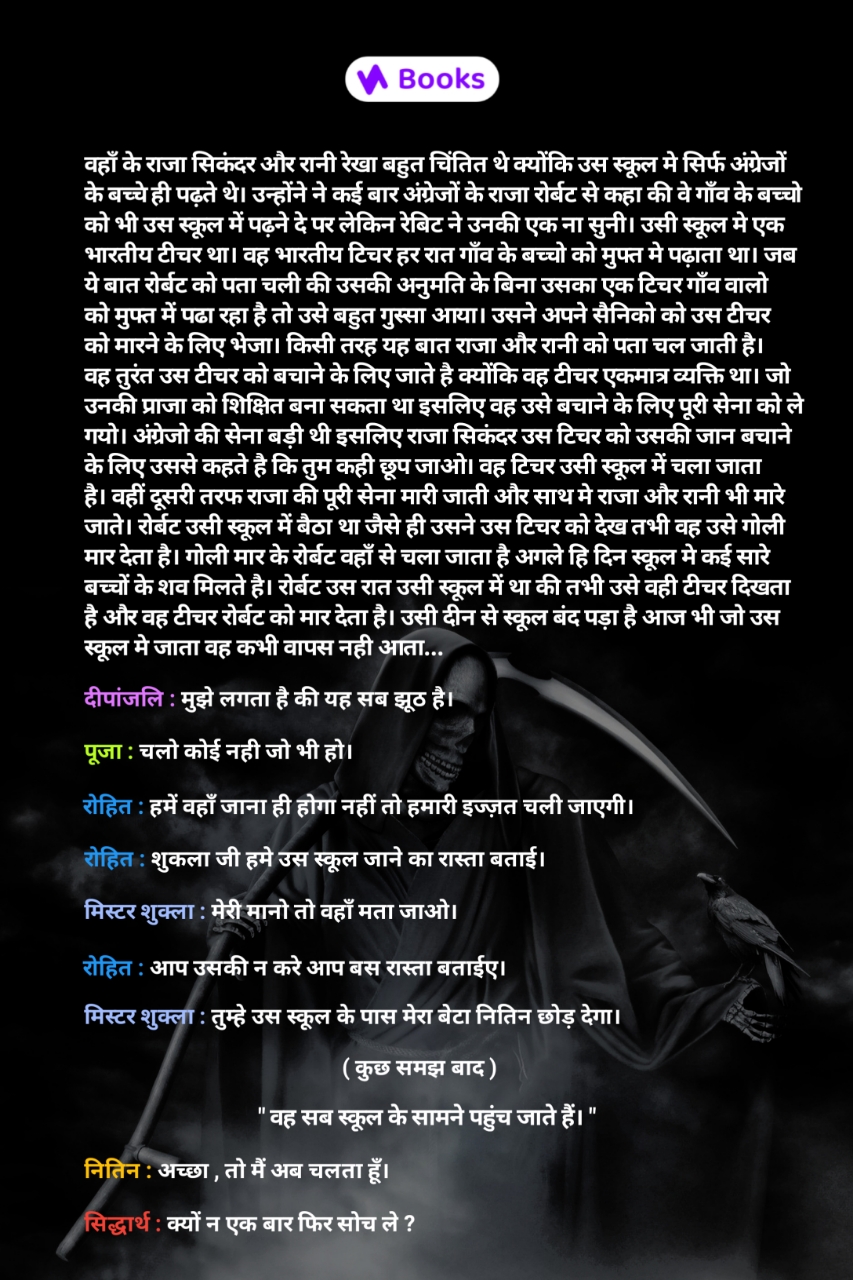 Books
वहाँ के राजा सिकंदर और रानी रेखा बहुत चिंतित थे क्योंकि उस स्कूल मे सिर्फ अंग्रेजों
के बच्चे ही पढ़ते थे। उन्होंने ने कई बार अंग्रेजों के राजा रोर्बट से कहा की वे गाँव के बच्चो
को भी उस स्कूल में पढ़ने दे पर लेकिन रेबिट ने उनकी एक ना सुनी। उसी स्कूल मे एक
भारतीय टीचर था। वह भारतीय टिचर हर रात गाँव के बच्चो को मुफ्त मे पढ़ाता था। जब
ये बात रोर्बट को पता चली की उसकी अनुमति के बिना उसका एक टिचर गाँव वालो
को मुफ्त में पढा रहा है तो उसे बहुत गुस्सा आया। उसने अपने सैनिको को उस टीचर
को मारने के लिए भेजा। किसी तरह यह बात राजा और रानी को पता चल जाती है।
वह तुरंत उस टीचर को बचाने के लिए जाते है क्योंकि वह टीचर एकमात्र व्यक्ति था। जो
उनकी प्राजा को शिक्षित बना सकता था इसलिए वह उसे बचाने के लिए पूरी सेना को ले
गयो। अंग्रेजो की सेना बड़ी थी इसलिए राजा सिकंदर उस टिचर को उसकी जान बचाने
के लिए उससे कहते है कि तुम कही छूप जाओ। वह टिचर उसी स्कूल में चला जाता
है। वहीं दूसरी तरफ राजा की पूरी सेना मारी जाती और साथ मे राजा और रानी भी मारे
जाते। रोर्बट उसी स्कूल में बैठा था जैसे ही उसने उस टिचर को देख तभी वह उसे गोली
मार देता है। गोली मार के रोर्बट वहाँ से चला जाता है अगले हि दिन स्कूल मे कई सारे
बच्चों के शव मिलते है। रोर्बट उस रात उसी स्कूल में था की तभी उसे वही टीचर दिखता
है और वह टीचर रोर्बट को मार देता है। उसी दीन से स्कूल बंद पड़ा है आज भी जो उस
स्कूल मे जाता वह कभी वापस नही आता...
दीपांजलि : मुझे लगता है की यह सब झूठ है।
पूजा : चलो कोई नही जो भी हो।
रोहित : हमें वहाँ जाना ही होगा नहीं तो हमारी इज्ज़त चली जाएगी।
रोहित : शुकला जी हमे उस स्कूल जाने का रास्ता बताई।
मिस्टर शुक्ला : मेरी मानो तो वहाँ मता जाओ।
रोहित : आप उसकी न करे आप बस रास्ता बताईए।
मिस्टर शुक्ला : तुम्हे उस स्कूल के पास मेरा बेटा नितिन छोड़ देगा।
( कुछ समझ बाद )
" वह सब स्कूल के सामने पहुंच जाते हैं। "
नितिन : अच्छा , तो मैं अब चलता हूँ।
सिद्धार्थ : क्यों न एक बार फिर सोच ले ?